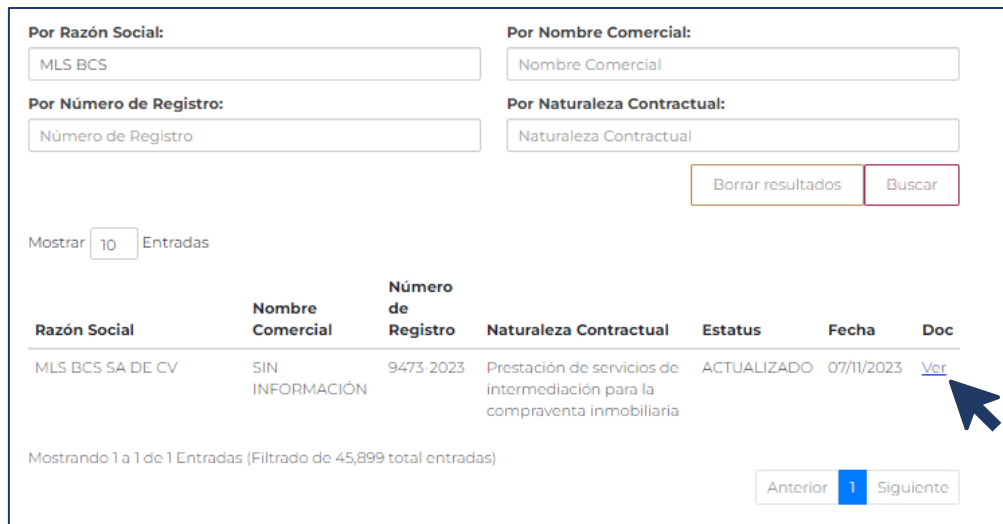 Por Razón Social: Por Nombre Comercial:
MLS BCS Nombre Comercial
Por Número de Registro: Por Naturaleza Contractual:
Número de Registro Naturaleza Contractual
Borrar resultados Buscar
Mostrar 10 Entradas
Razón Social Nombre Comercial Número de Registro Naturaleza Contractual Estatus Fecha Doc
MLS BCS SA DE CV SIN INFORMACIÓN 9473-2023 Prestación de servicios de intermediación para la compraventa inmobiliaria ACTUALIZADO 07/11/2023 Ver
Mostrando 1 a 1 de 1 Entradas (Filtrado de 45,899 total entradas)
Anterior 1 Siguiente